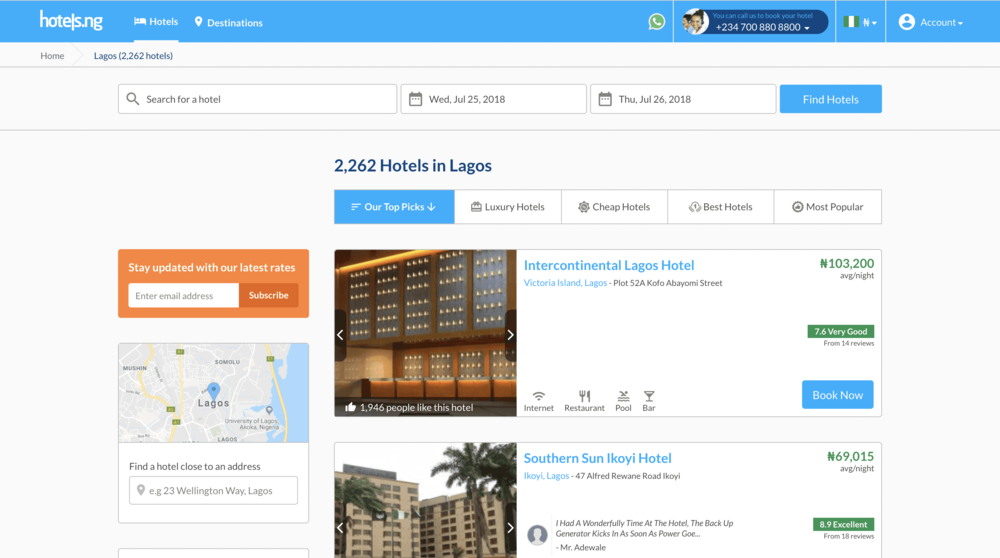 hotels.ng
Hotels
Destinations
You can call us to book your hotel
+234 700 880 8800
₦
Account
Home
Lagos (2,262 hotels)
Search for a hotel
Wed, Jul 25, 2018
Thu, Jul 26, 2018
Find Hotels
2,262 Hotels in Lagos
Our Top Picks
Luxury Hotels
Cheap Hotels
Best Hotels
Most Popular
Stay updated with our latest rates
Enter email address
Subscribe
MUSHIN
SOMOLU
A1
A5
Lagos
University of Lagos,
Akoka, Nigeria
LAGOS
Find a hotel close to an address
e.g 23 Wellington Way, Lagos
Intercontinental Lagos Hotel
Victoria Island, Lagos - Plot 52A Kofo Abayomi Street
₦103,200
avg/night
7.6 Very Good
From 14 reviews
1,946 people like this hotel
Internet
Restaurant
Pool
Bar
Book Now
Southern Sun Ikoyi Hotel
Ikoyi, Lagos - 47 Alfred Rewane Road Ikoyi
₦69,015
avg/night
I Had A Wonderfully Time At The Hotel, The Back Up
Generator Kicks In As Soon As Power Goe...
- Mr. Adewale
8.9 Excellent
From 18 reviews